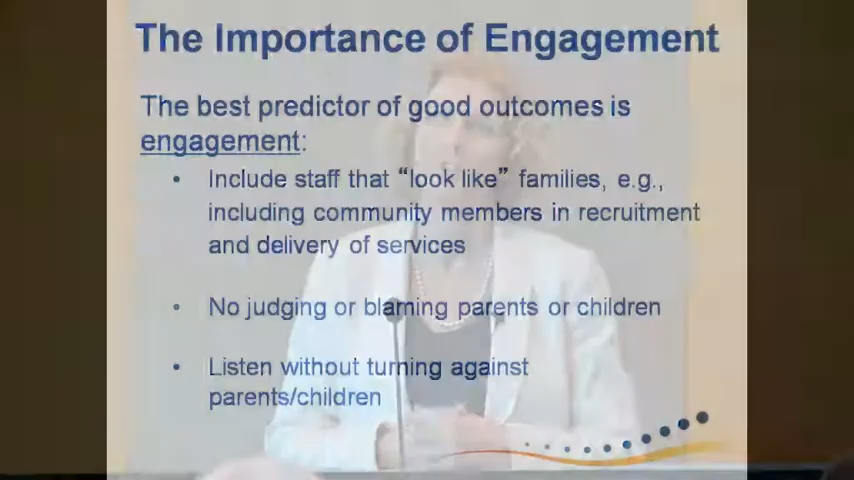 The Importance of Engagement
The best predictor of good outcomes is
engagement:
• Include staff that “look like” families, e.g.,
including community members in recruitment
and delivery of services
• No judging or blaming parents or children
• Listen without turning against
parents/children